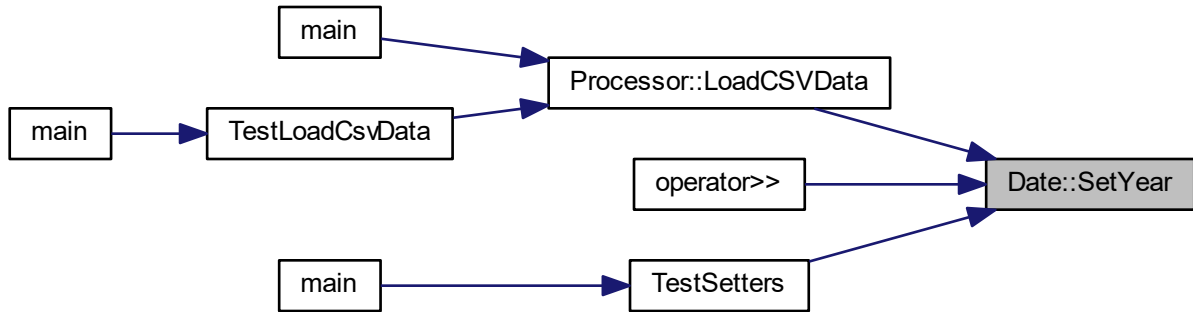 main
Processor::LoadCSVData
main
TestLoadCsvData
operator>>
Date::SetYear
main
TestSetters